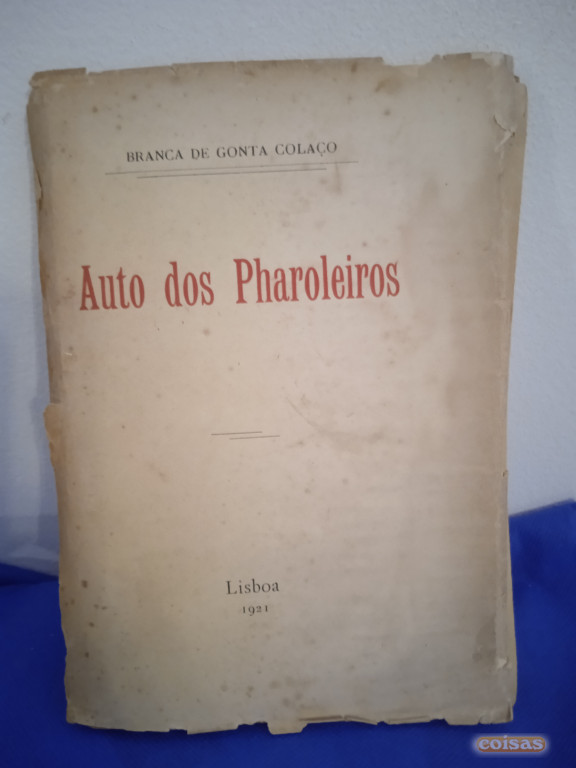 BRANCA DE GONTA COLAÇO
Auto dos Pharoleiros
Lisboa
1921
coisas